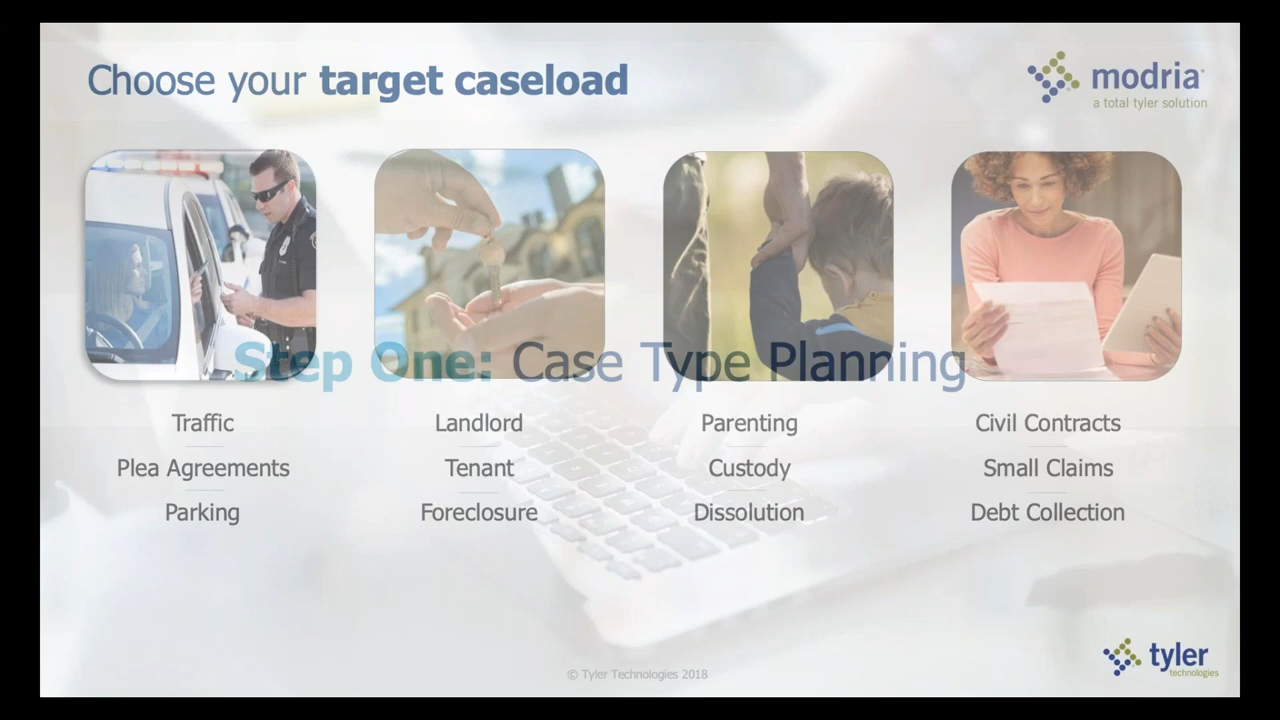 Choose your target caseload
modria
a total tyler solution
Step One: Case Type Planning
Traffic
Plea Agreements
Parking
Landlord
Tenant
Foreclosure
Parenting
Custody
Dissolution
Civil Contracts
Small Claims
Debt Collection
© Tyler Technologies 2018
tyler
technologies